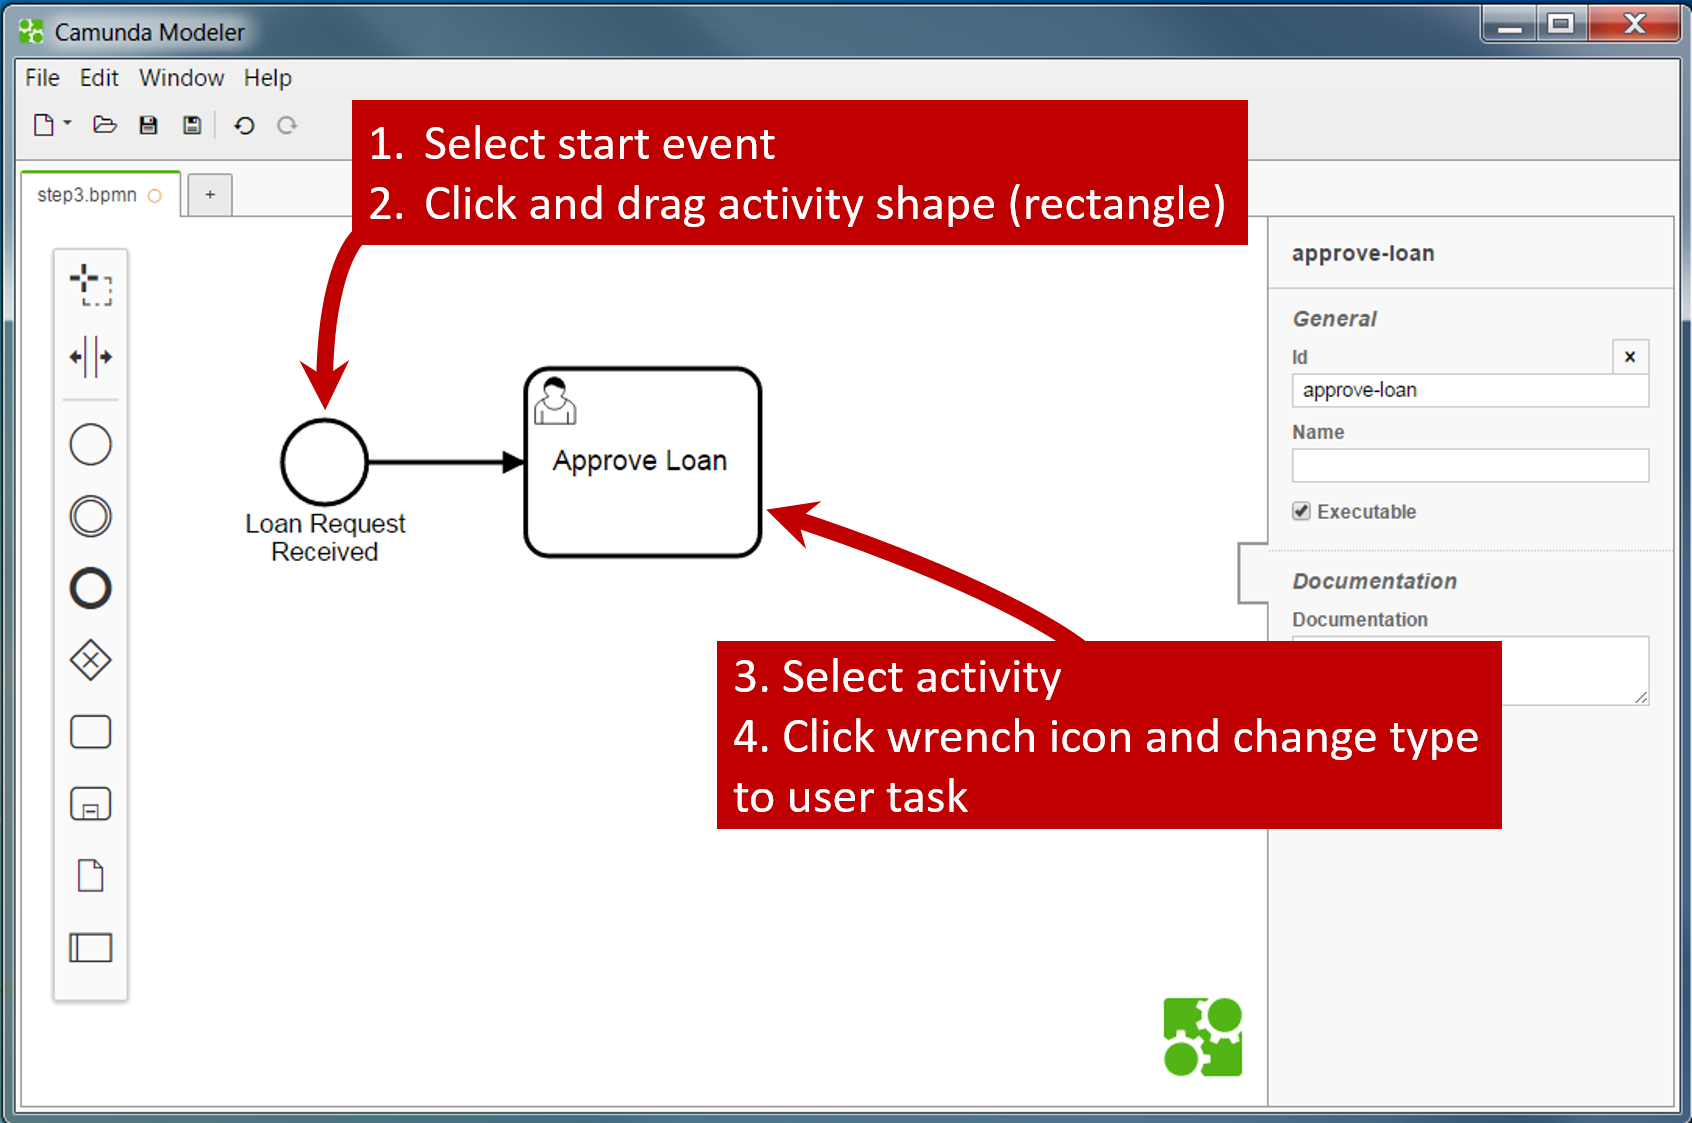 Camunda Modeler
File Edit Window Help
1. Select start event
2. Click and drag activity shape (rectangle)
step3.bpmn
+
approve-loan
General
Id
x
approve-loan
Name
Executable
Approve Loan
Loan Request
Received
Documentation
Documentation
3. Select activity
4. Click wrench icon and change type
to user task